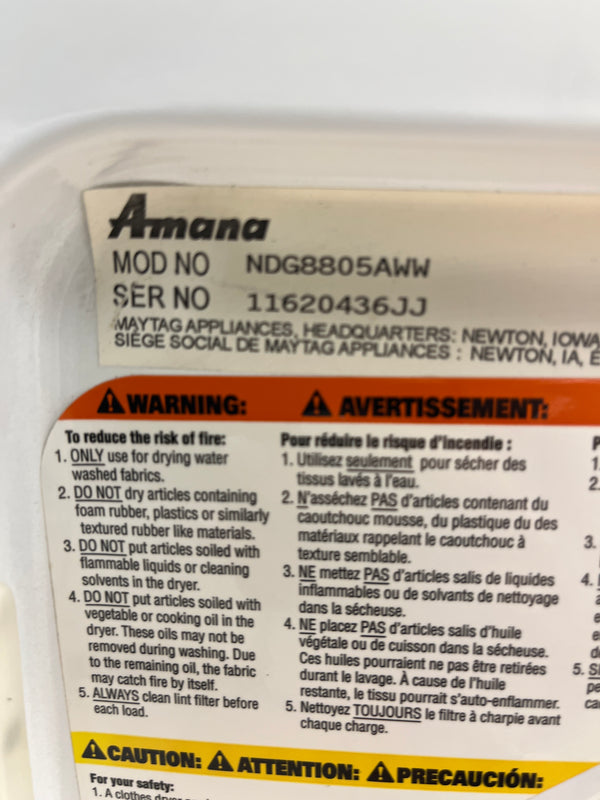 Amana
MOD NO NDG8805AWW
SER NO 11620436JJ
MAYTAG APPLIANCES, HEADQUARTERS: NEWTON, IOWA
SIÈGE SOCIAL DE MAYTAG APPLIANCES : NEWTON, IA,
WARNING:
To reduce the risk of fire:
1. ONLY use for drying water
washed fabrics.
2. DO NOT dry articles containing
foam rubber, plastics or similarly
textured rubber like materials.
3. DO NOT put articles soiled with
flammable liquids or cleaning
solvents in the dryer.
4. DO NOT put articles soiled with
vegetable or cooking oil in the
dryer. These oils may not be
removed during washing. Due
to the remaining oil, the fabric
may catch fire by itself.
5. ALWAYS clean lint filter before
each load.
AVERTISSEMENT:
Pour réduire le risque d'incendie :
1. Utilisez seulement pour sécher des
tissus lavés à l'eau.
2. N'asséchez PAS d'articles contenant du
caoutchouc mousse, du plastique du des
matériaux rappelant le caoutchouc à
texture semblable.
3. NE mettez PAS d'articles salis de liquides
inflammables ou de solvants de nettoyage
dans la sécheuse.
4. NE placez PAS d'articles salis d'huile
végétale ou de cuisson dans la sécheuse.
Ces huiles pourraient ne pas être retirées
durant le lavage. À cause de l'huile
restante, le tissu pourrait s'auto-enflammer.
5. Nettoyez TOUJOURS le filtre à charpie avant
chaque charge.
1.
2.
3.
4.
5.
CAUTION: ATTENTION: PRECAUCIÓN:
For your safety:
1. A clothes dryer